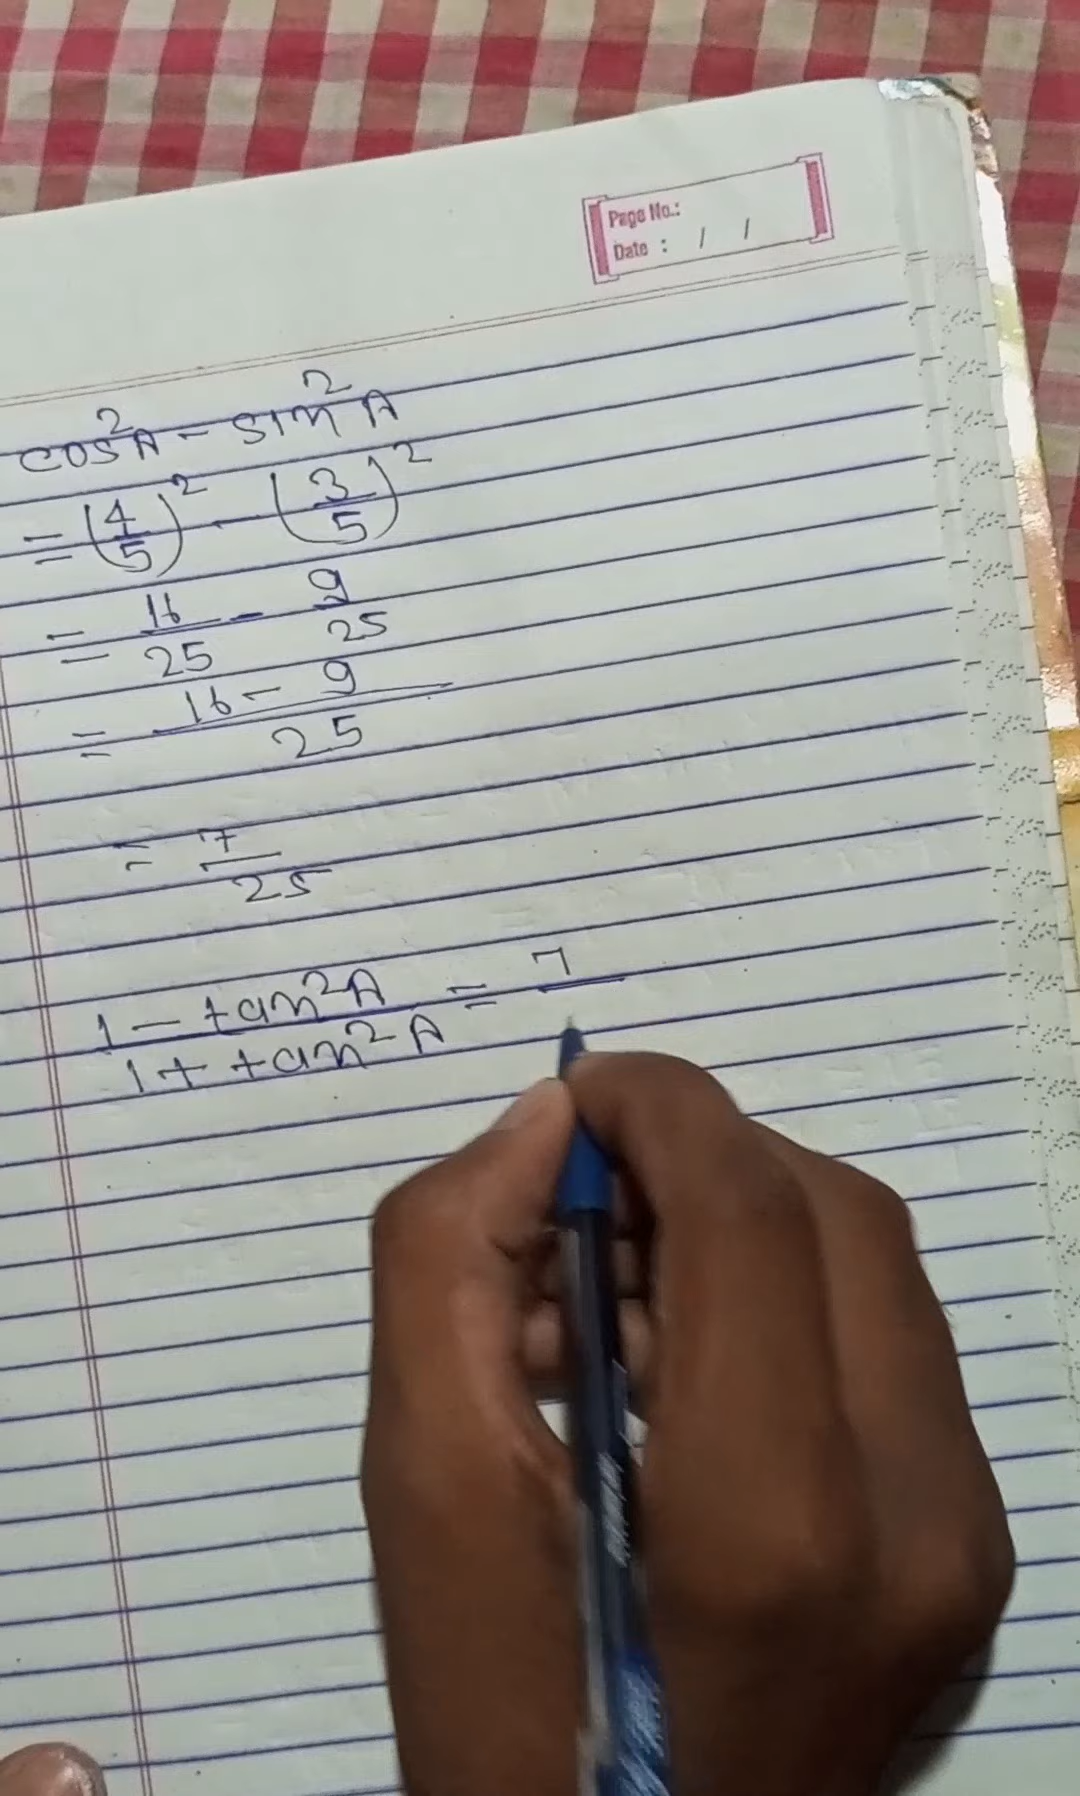 Page No.:
Date : / /
cos²A - sin²A
= (4/5)² - (3/5)²
= 16/25 - 9/25
= 16 - 9/25
= 7/25
1 - tan²A/1 + tan²A = 7/